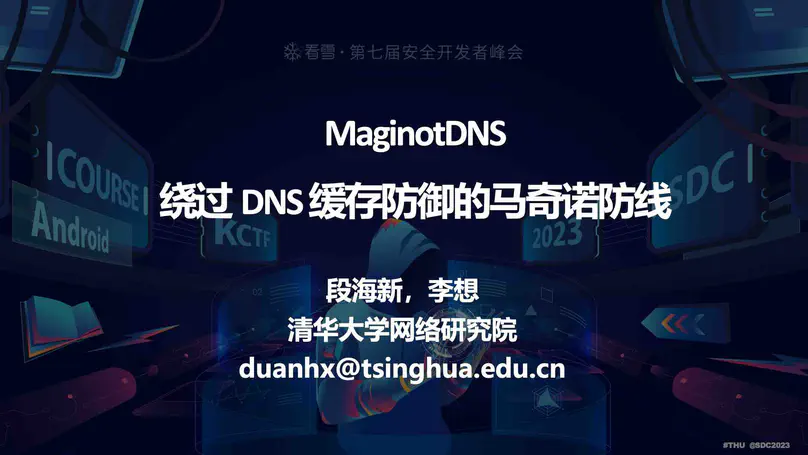 看雪·第七届安全开发者峰会
MaginotDNS
绕过 DNS 缓存防御的马奇诺防线
COURSE
Android
KCTF
2023
SDC
段海新，李想
清华大学网络研究院
duanhx@tsinghua.edu.cn
#THU @SDC2023